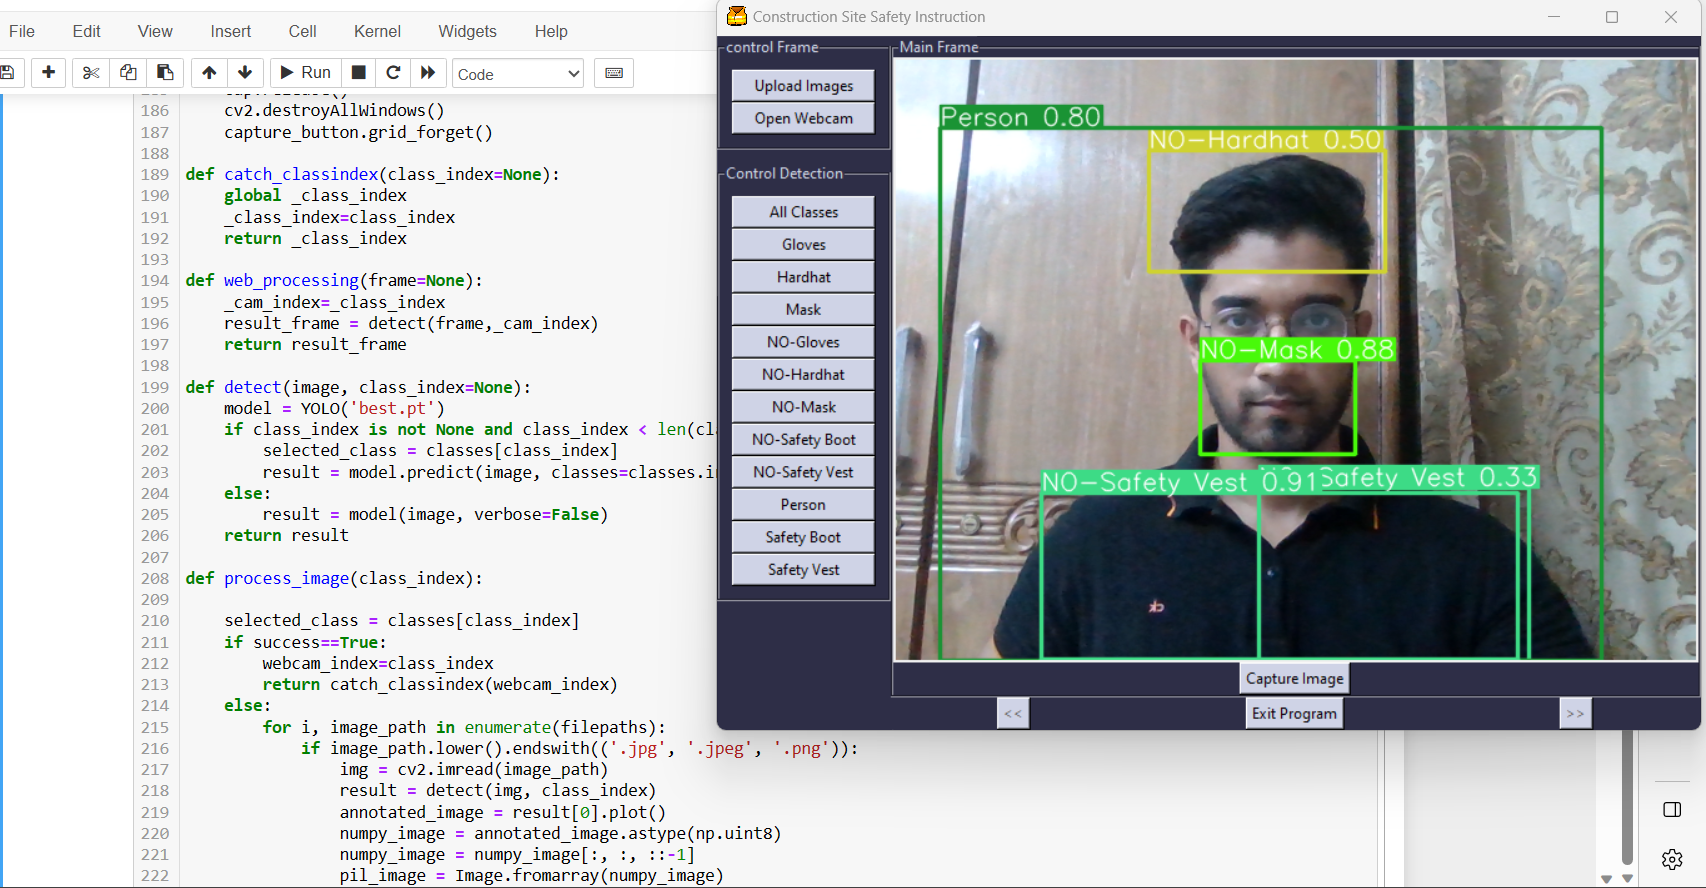 File Edit View Insert Cell Kernel Widgets Help
Run Code
186 cv2.destroyAllWindows()
187 capture_button.grid_forget()
188
189 def catch_classindex(class_index=None):
190 global _class_index
191 _class_index=class_index
192 return _class_index
193
194 def web_processing(frame=None):
195 _cam_index=_class_index
196 result_frame = detect(frame,_cam_index)
197 return result_frame
198
199 def detect(image, class_index=None):
200 model = YOLO('best.pt')
201 if class_index is not None and class_index < len(cl
202 selected_class = classes[class_index]
203 result = model.predict(image, classes=classes.i
204 else:
205 result = model(image, verbose=False)
206 return result
207
208 def process_image(class_index):
209
210 selected_class = classes[class_index]
211 if success==True:
212 webcam_index=class_index
213 return catch_classindex(webcam_index)
214 else:
215 for i, image_path in enumerate(filepaths):
216 if image_path.lower().endswith(('.jpg', '.jpeg', '.png')):
217 img = cv2.imread(image_path)
218 result = detect(img, class_index)
219 annotated_image = result[0].plot()
220 numpy_image = annotated_image.astype(np.uint8)
221 numpy_image = numpy_image[:, :, ::-1]
222 pil_image = Image.fromarray(numpy_image)
Construction Site Safety Instruction
control Frame
Upload Images
Open Webcam
Control Detection
All Classes
Gloves
Hardhat
Mask
NO-Gloves
NO-Hardhat
NO-Mask
NO-Safety Boot
NO-Safety Vest
Person
Safety Boot
Safety Vest
Main Frame
Person 0.80
NO-Hardhat 0.50
NO-Mask 0.88
NO-Safety Vest 0.91
Safety Vest 0.33
Capture Image
<< Exit Program >>